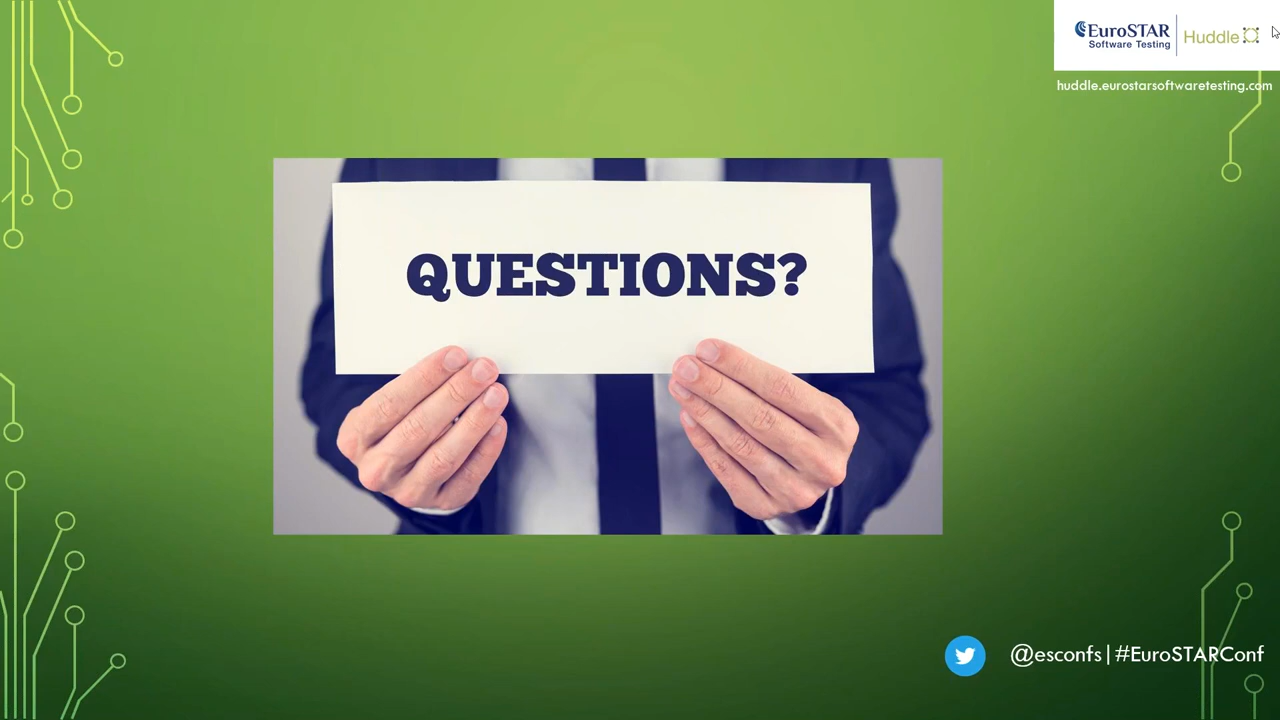 EuroSTAR
Software Testing
Huddle
huddle.eurostarsoftwaretesting.com
QUESTIONS?
@esconfs | #EuroSTARConf